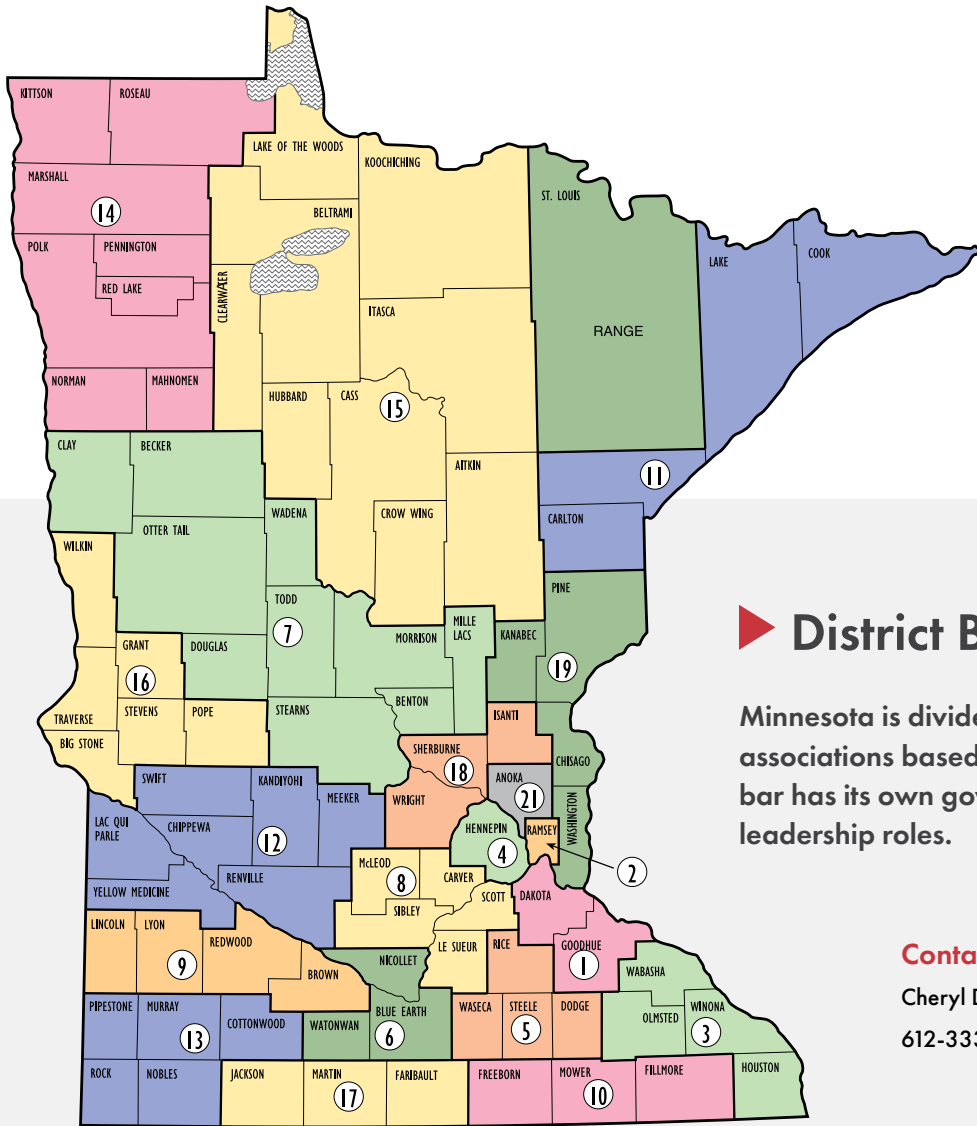 KITTSON
ROSEAU
LAKE OF THE WOODS
KOOCHICHING
MARSHALL
14
BELTRAMI
ST. LOUIS
POLK
PENNINGTON
RED LAKE
CLEARWATER
LAKE
COOK
ITASCA
RANGE
NORMAN
MAHNOMEN
HUBBARD
CASS
15
CLAY
BECKER
AITKIN
11
WADENA
CROW WING
CARLTON
OTTER TAIL
WILKIN
PINE
TODD
7
MILLE
LACS
GRANT
DOUGLAS
MORRISON
KANABEC
19
16
TRAVERSE
STEVENS
POPE
STEARNS
BENTON
ISANTI
BIG STONE
SHERBURNE
18
CHISAGO
SWIFT
KANDIYOHI
MEEKER
WRIGHT
ANOKA
21
WASHINGTON
LAC QUI
PARLE
CHIPPEWA
12
HENNEPIN
4
RAMSEY
2
YELLOW MEDICINE
RENVILLE
McLEOD
8
CARVER
SCOTT
DAKOTA
SIBLEY
LINCOLN
LYON
REDWOOD
9
LE SUEUR
RICE
GOODHUE
1
BROWN
NICOLLET
WABASHA
PIPESTONE
MURRAY
13
COTTONWOOD
WATONWAN
BLUE EARTH
6
WASECA
STEELE
5
DODGE
OLMSTED
WINONA
3
ROCK
NOBLES
JACKSON
MARTIN
17
FARIBAULT
FREEBORN
MOWER
10
FILLMORE
HOUSTON
District B
Minnesota is divide
associations based
bar has its own gov
leadership roles.
Conta
Cheryl D
612-333